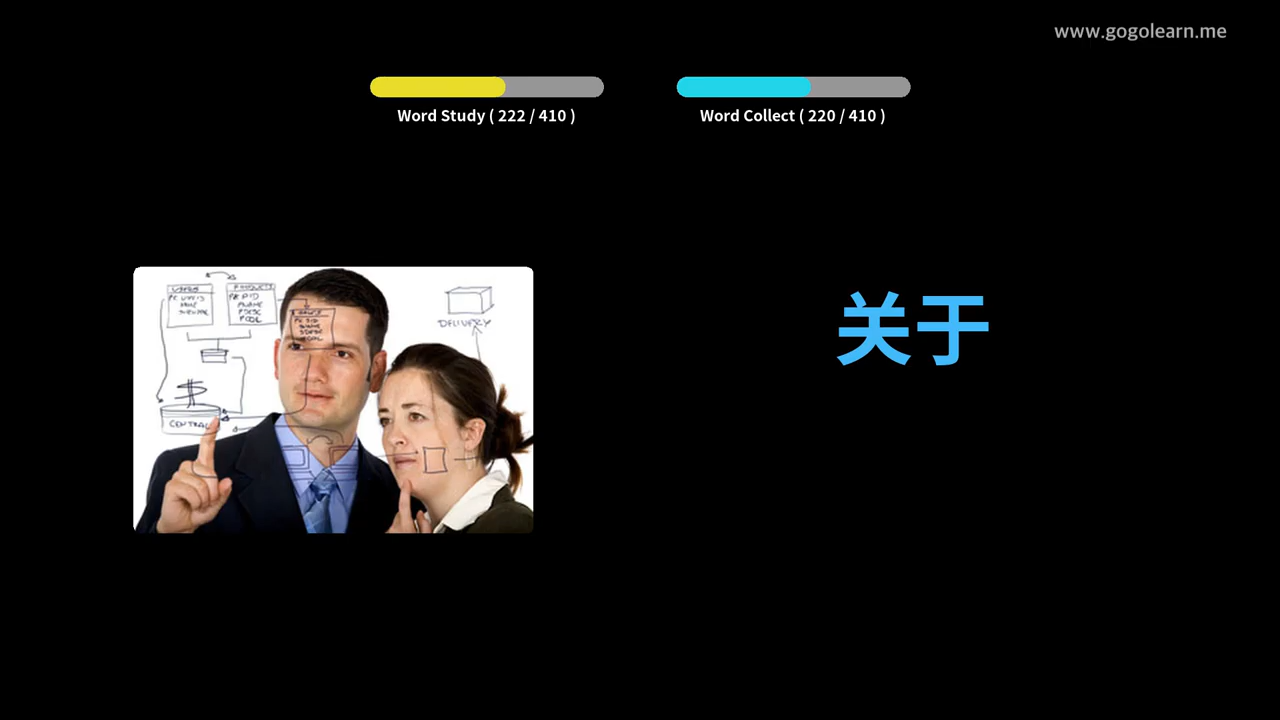 www.gogolearn.me
Word Study ( 222 / 410 )
Word Collect ( 220 / 410 )
关于
DELIVERY
$
CENTRAL